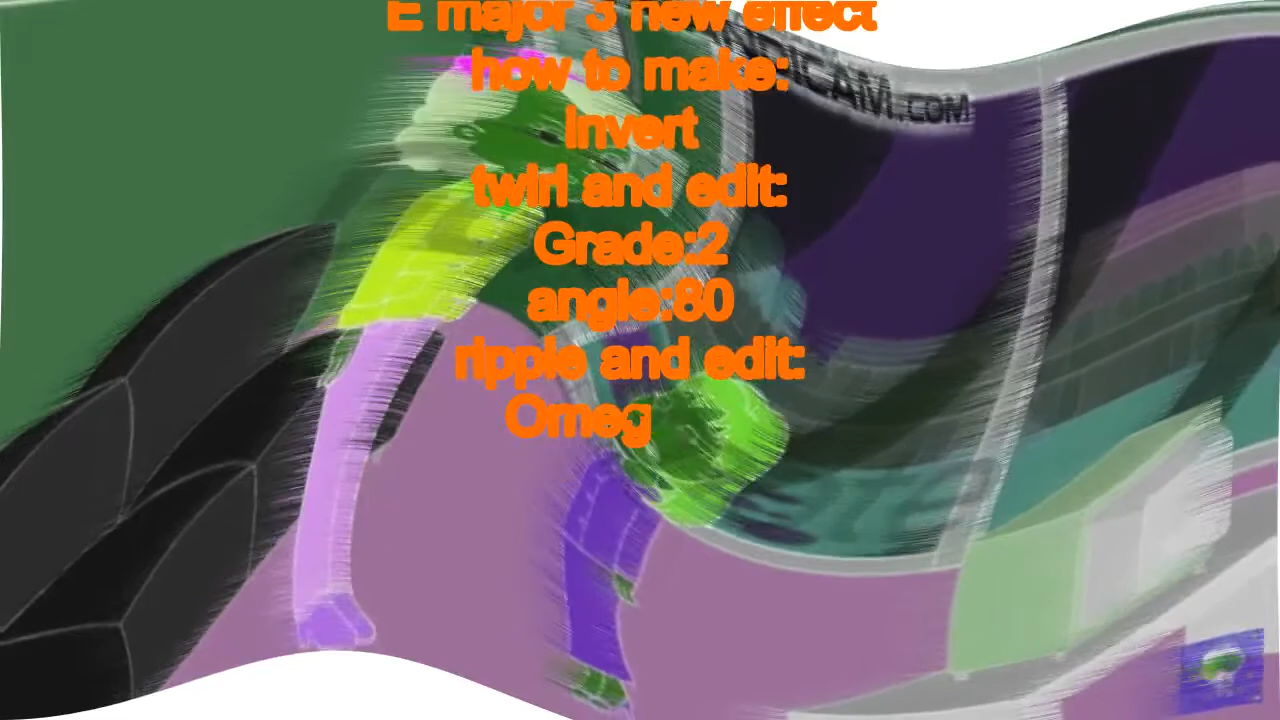 E major 3 new effect
how to make:
Invert
twirl and edit:
Grade:2
angle:80
ripple and edit:
Omeg
.COM